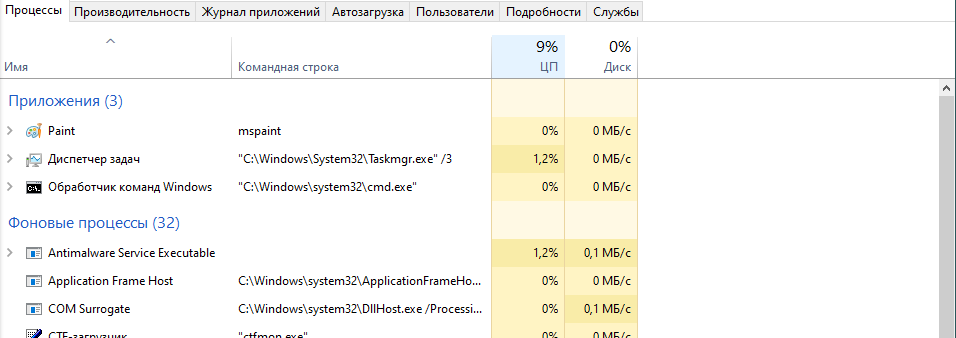 Процессы Производительность Журнал приложений Автозагрузка Пользователи Подробности Службы
9% 0%
Имя Командная строка ЦП Диск
Приложения (3)
Paint mspaint 0% 0 МБ/с
Диспетчер задач "C:\Windows\System32\Taskmgr.exe" /3 1,2% 0 МБ/с
C:\. Обработчик команд Windows "C:\Windows\system32\cmd.exe" 0% 0 МБ/с
Фоновые процессы (32)
Antimalware Service Executable 1,2% 0,1 МБ/с
Application Frame Host C:\Windows\system32\ApplicationFrameHo... 0% 0 МБ/с
COM Surrogate C:\Windows\system32\DllHost.exe /Processi... 0% 0,1 МБ/с
CTF-загрузчик "ctfmon.exe" 0% 0 МБ/с